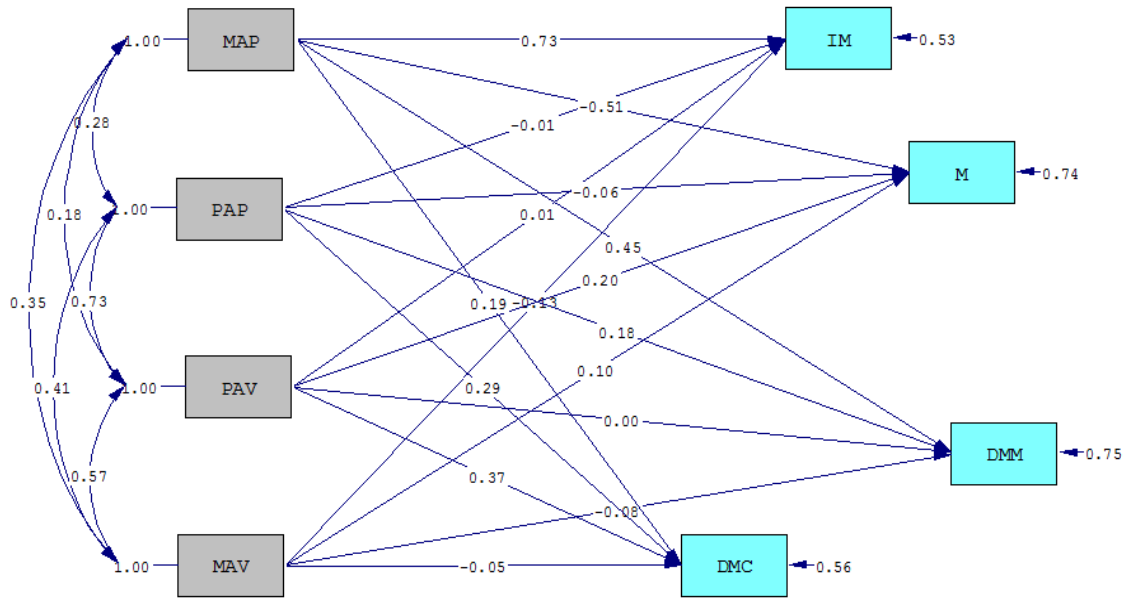 1.00 MAP 0.73 IM 0.53
0.28 -0.51
-0.01
M 0.74
1.00 PAP -0.06
0.18 0.01
0.45
0.20
0.35 0.73 0.19 -0.13
0.18
1.00 PAV 0.10
0.41 0.29
0.00
DMM 0.75
0.57 0.37
-0.08
1.00 MAV -0.05 DMC 0.56